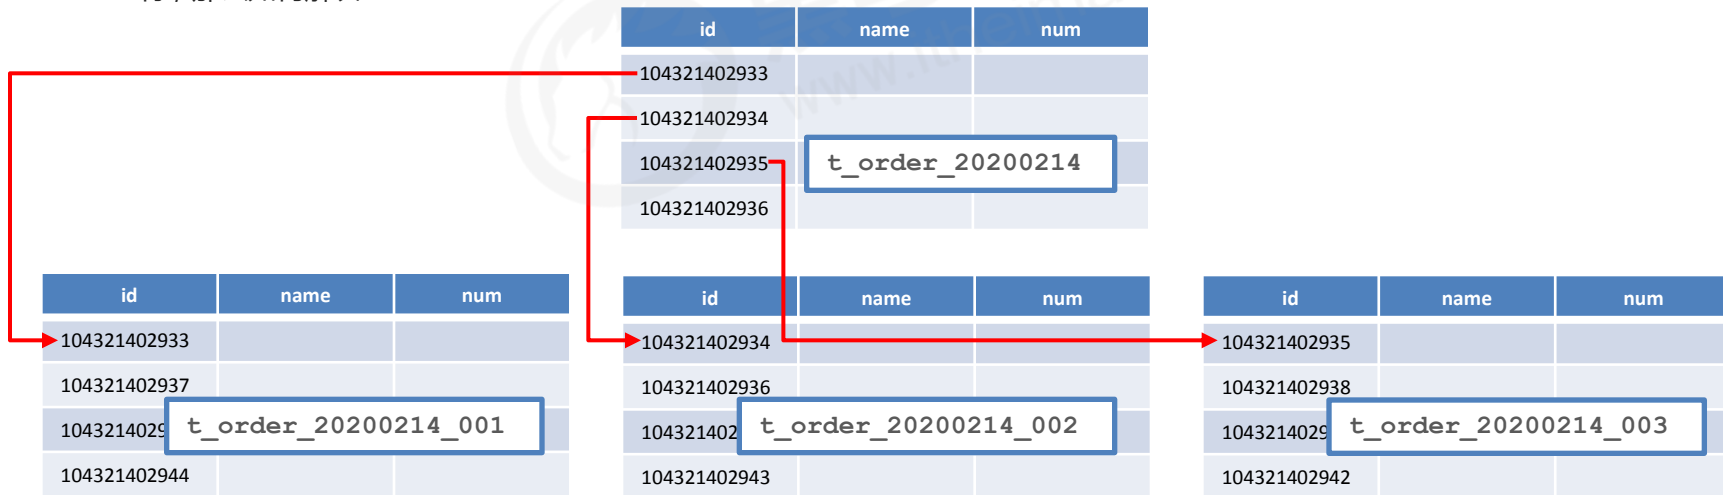 id name num
104321402933
104321402934
104321402935
t_order_20200214
104321402936
id name num
104321402933
104321402937
t_order_20200214_001
104321402944
id name num
104321402934
104321402936
t_order_20200214_002
104321402943
id name num
104321402935
104321402938
t_order_20200214_003
104321402942